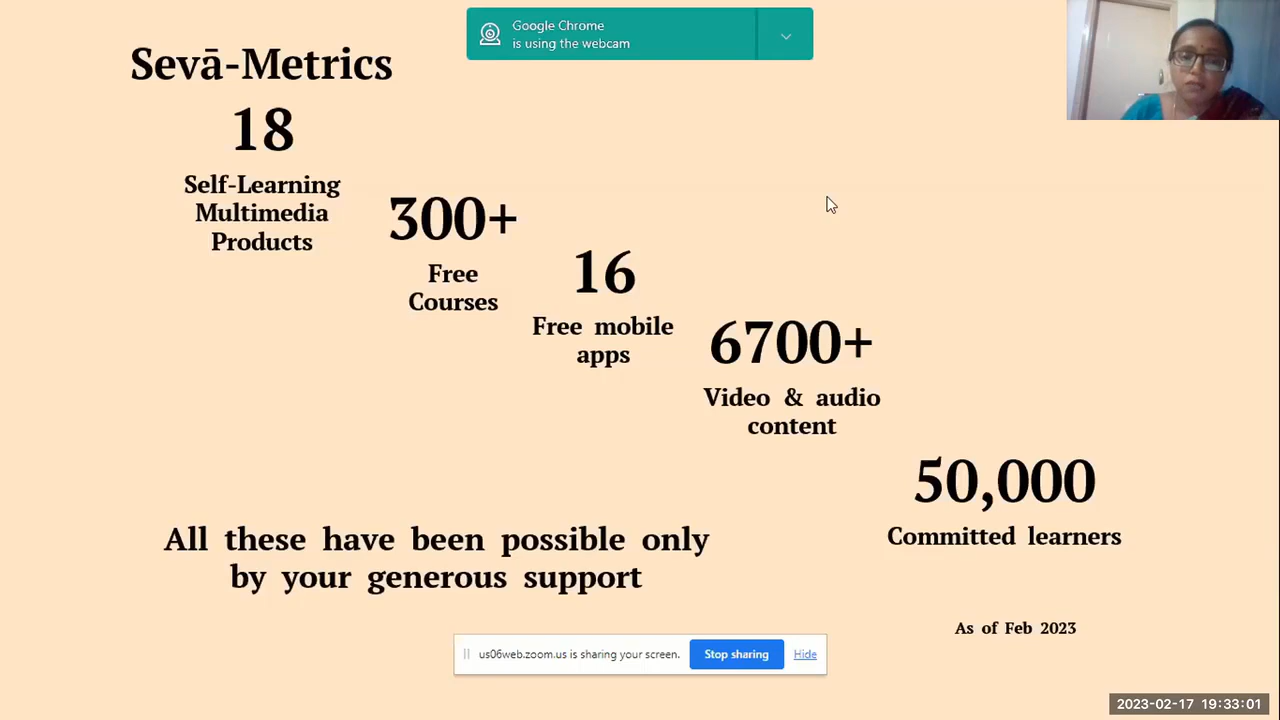 Google Chrome
is using the webcam
Sevā-Metrics
18
Self-Learning
Multimedia
Products
300+
Free
Courses
16
Free mobile
apps
6700+
Video & audio
content
50,000
Committed learners
All these have been possible only
by your generous support
As of Feb 2023
us06web.zoom.us is sharing your screen. Stop sharing Hide
2023-02-17 19:33:01